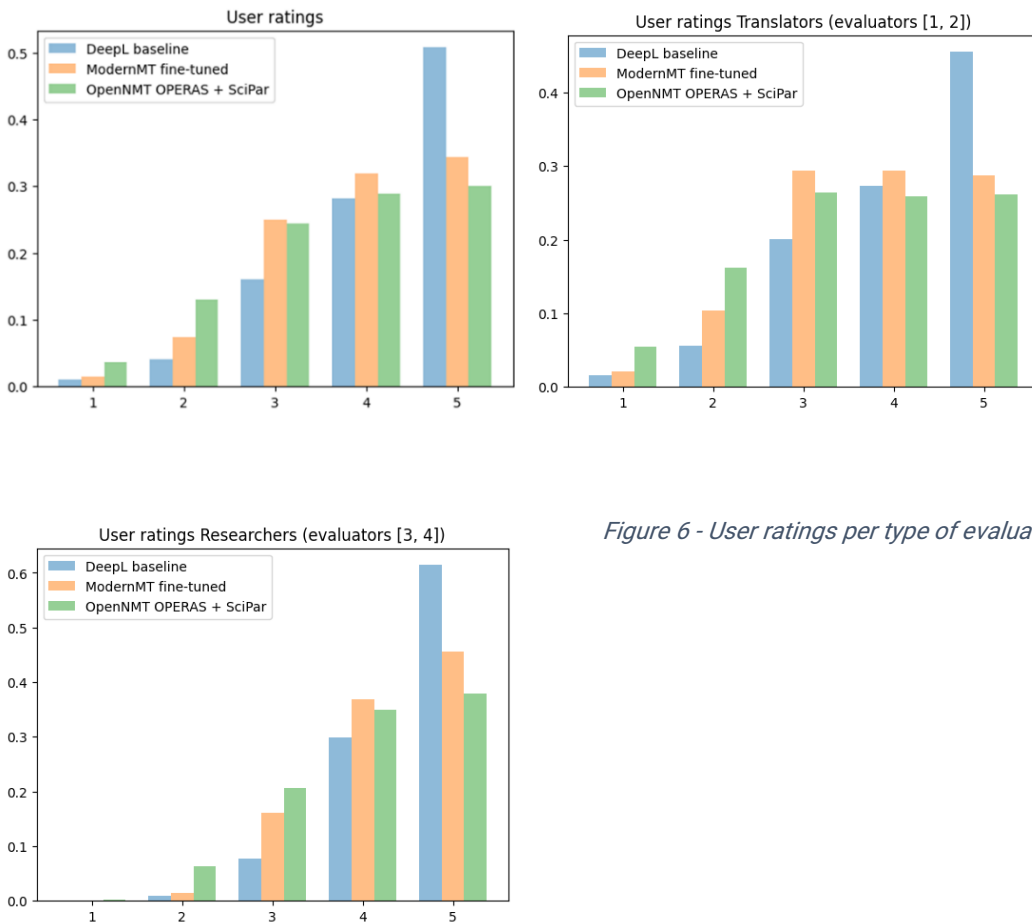 User ratings
DeepL baseline
ModernMT fine-tuned
OpenNMT OPERAS + SciPar
0.5
0.4
0.3
0.2
0.1
0.0
1 2 3 4 5
User ratings Translators (evaluators [1, 2])
DeepL baseline
ModernMT fine-tuned
OpenNMT OPERAS + SciPar
0.4
0.3
0.2
0.1
0.0
1 2 3 4 5
User ratings Researchers (evaluators [3, 4])
DeepL baseline
ModernMT fine-tuned
OpenNMT OPERAS + SciPar
0.6
0.5
0.4
0.3
0.2
0.1
0.0
1 2 3 4 5
Figure 6 - User ratings per type of evalua